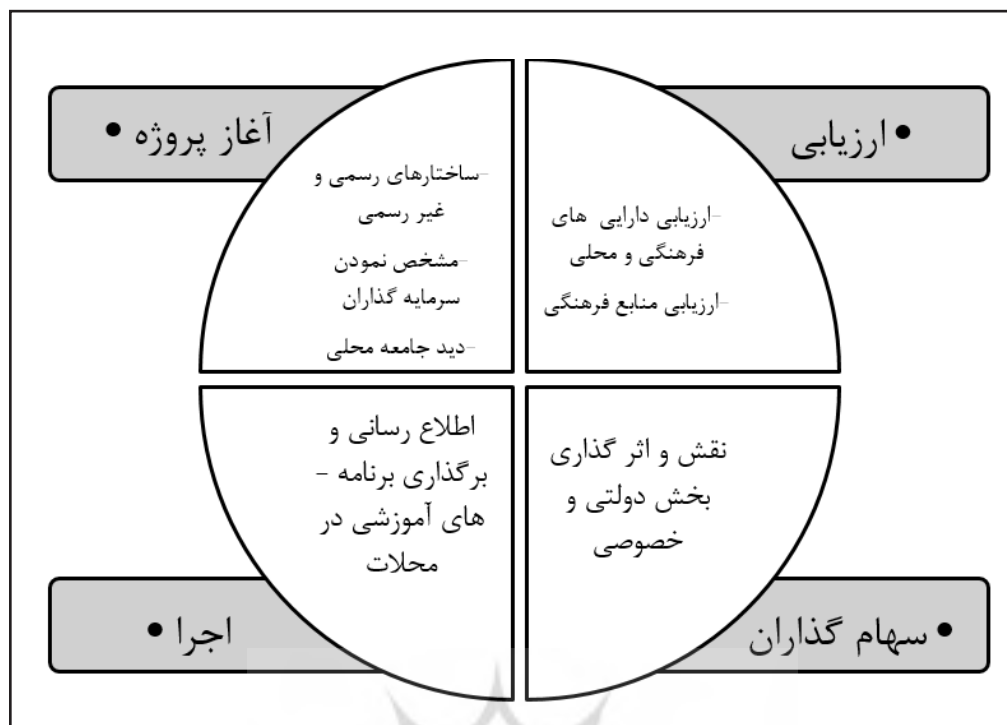 آغاز پروژه •
-ساختارهای رسمی و
غیر رسمی
-مشخص نمودن
سرمایه گذاران
-دید جامعه محلی
• ارزیابی
-ارزیابی دارایی های
فرهنگی و محلی
-ارزیابی منابع فرهنگی
اطلاع رسانی و
برگذاری برنامه -
های آموزشی در
محلات
اجرا •
نقش و اثر گذاری
بخش دولتی و
خصوصی
• سهام گذاران